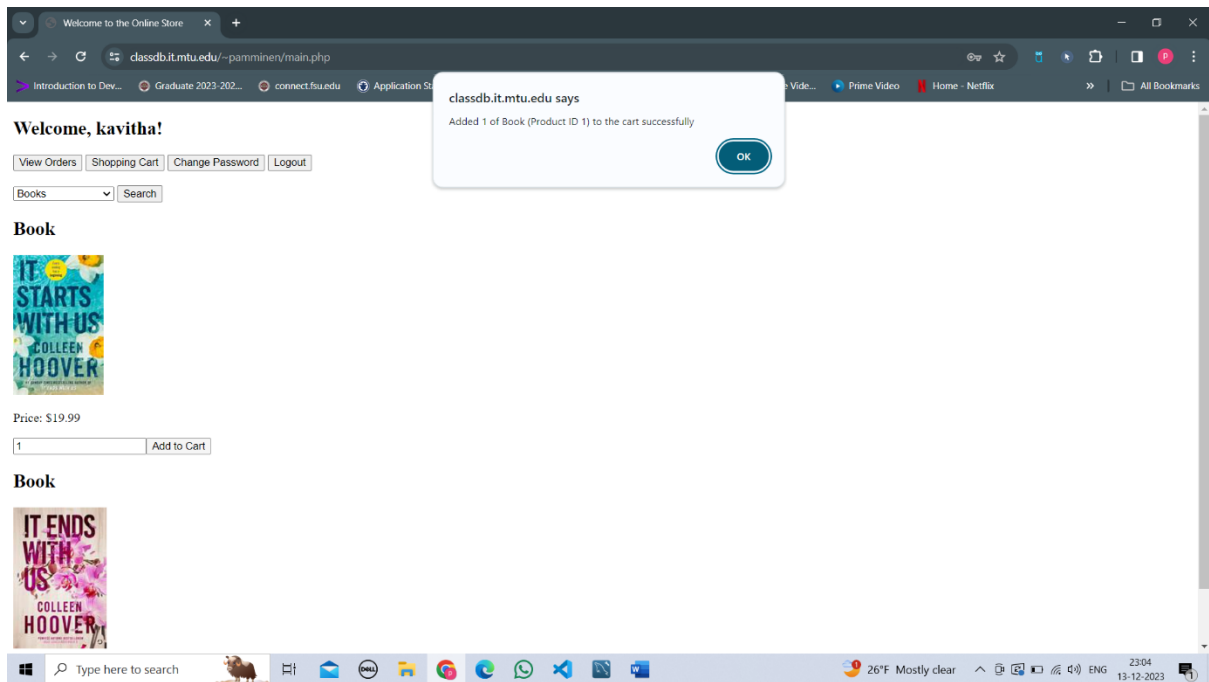 Welcome to the Online Store
classdb.it.mtu.edu/~pamminen/main.php
P
Introduction to Dev...
Graduate 2023-202...
connect.fsu.edu
Application St
e Vide...
Prime Video
Home - Netflix
»
All Bookmarks
classdb.it.mtu.edu says
Added 1 of Book (Product ID 1) to the cart successfully
OK
Welcome, kavitha!
View Orders Shopping Cart Change Password Logout
Books Search
Book
IT
STARTS
WITH US
COLLEEN
HOOVER
Price: $19.99
1 Add to Cart
Book
IT ENDS
WITH
US
COLLEEN
HOOVER
Type here to search
DELL
26°F Mostly clear
ENG
23:04
13-12-2023
1